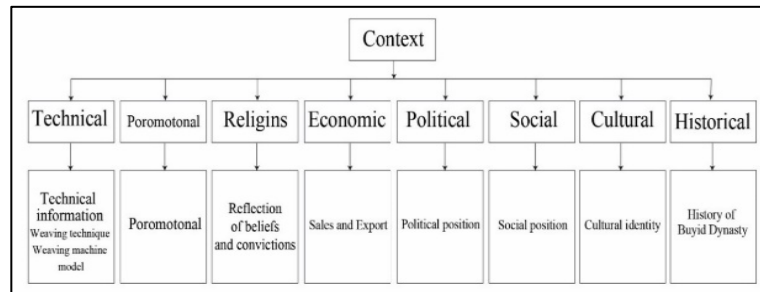 Context
Technical
Poromotonal
Religins
Economic
Political
Social
Cultural
Historical
Technical
information
Weaving technique
Weaving machine
model
Poromotonal
Reflection
of beliefs
and convictions
Sales and Export
Political position
Social position
Cultural identity
History of
Buyid Dynasty